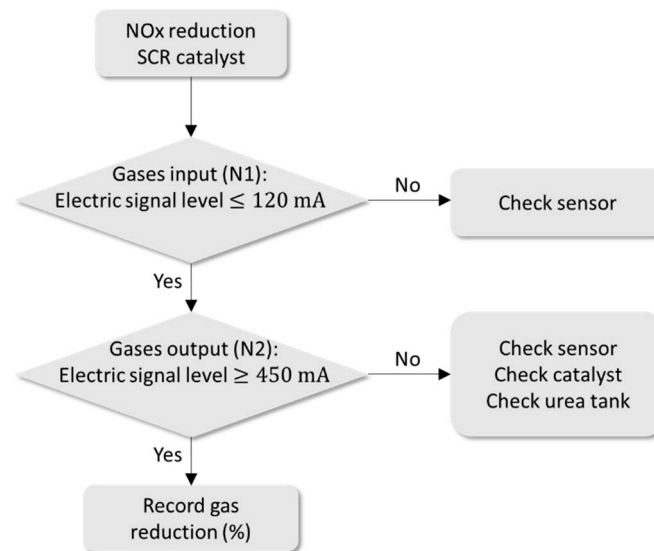 NOx reduction
SCR catalyst
Gases input (N1):
Electric signal level ≤ 120 mA
No
Check sensor
Yes
Gases output (N2):
Electric signal level ≥ 450 mA
No
Check sensor
Check catalyst
Check urea tank
Yes
Record gas
reduction (%)